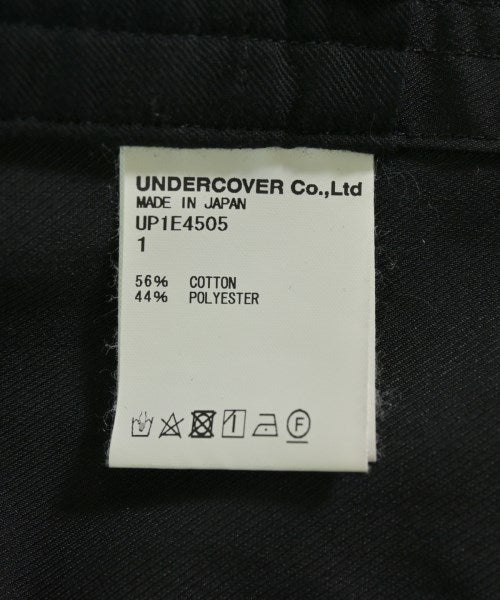 UNDERCOVER Co.,Ltd
MADE IN JAPAN
UP1E4505
1
56% COTTON
44% POLYESTER
F